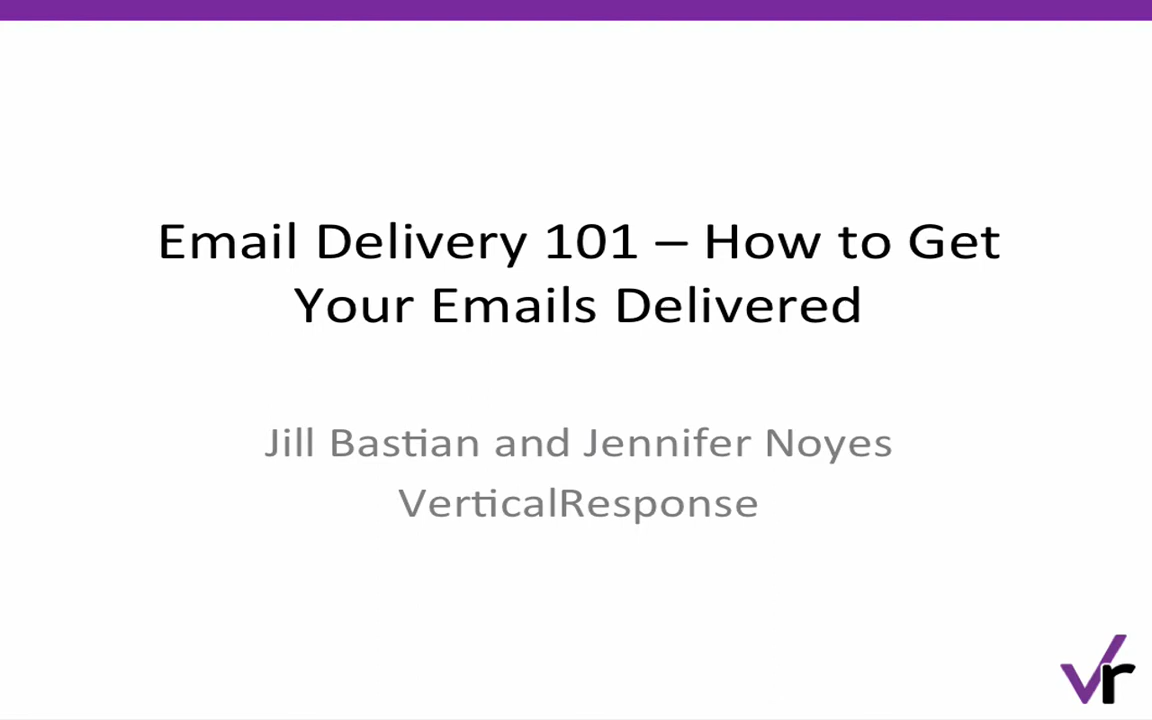 Email Delivery 101 – How to Get
Your Emails Delivered
Jill Bastian and Jennifer Noyes
VerticalResponse
vr